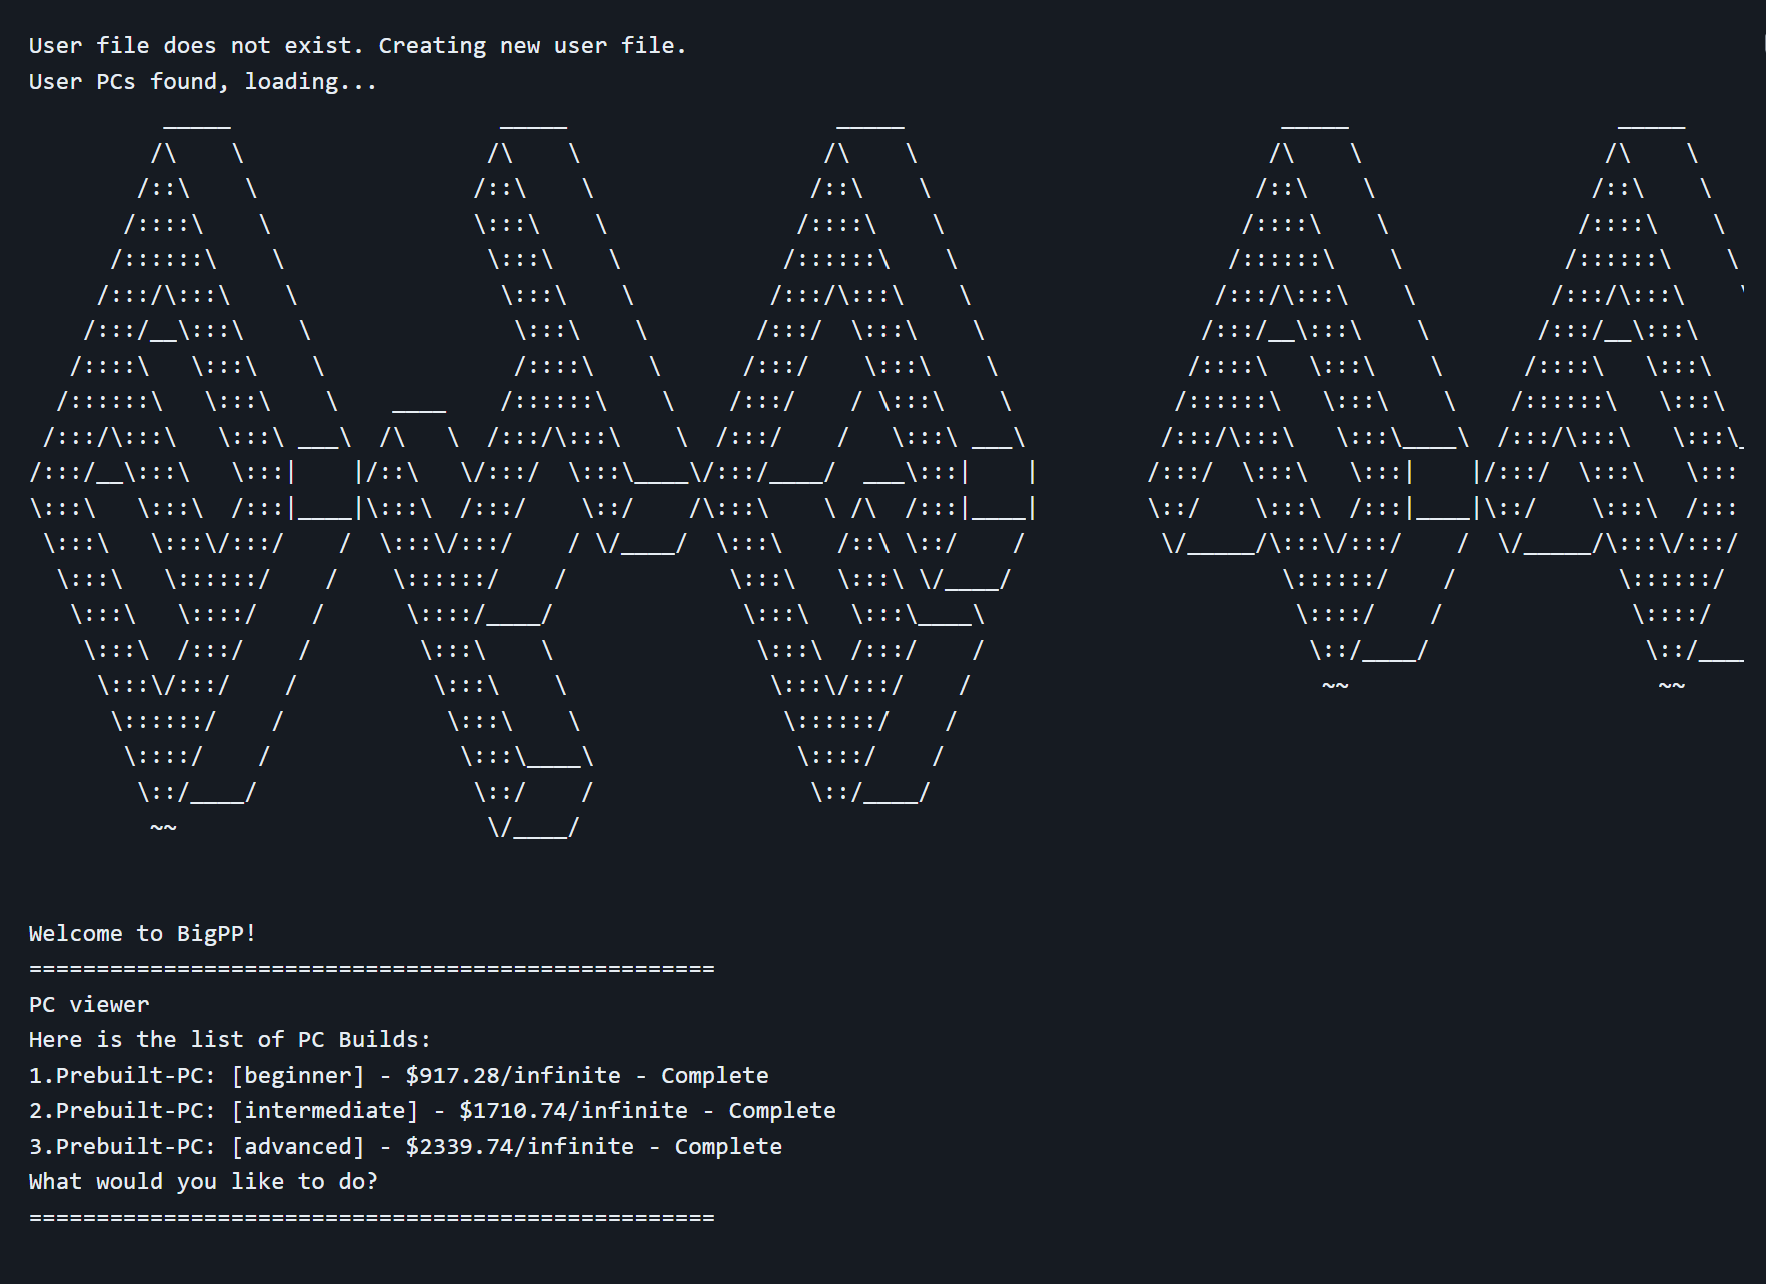 User file does not exist. Creating new user file.
User PCs found, loading...
Welcome to BigPP!
===================================================
PC viewer
Here is the list of PC Builds:
1.Prebuilt-PC: [beginner] - $917.28/infinite - Complete
2.Prebuilt-PC: [intermediate] - $1710.74/infinite - Complete
3.Prebuilt-PC: [advanced] - $2339.74/infinite - Complete
What would you like to do?
===================================================